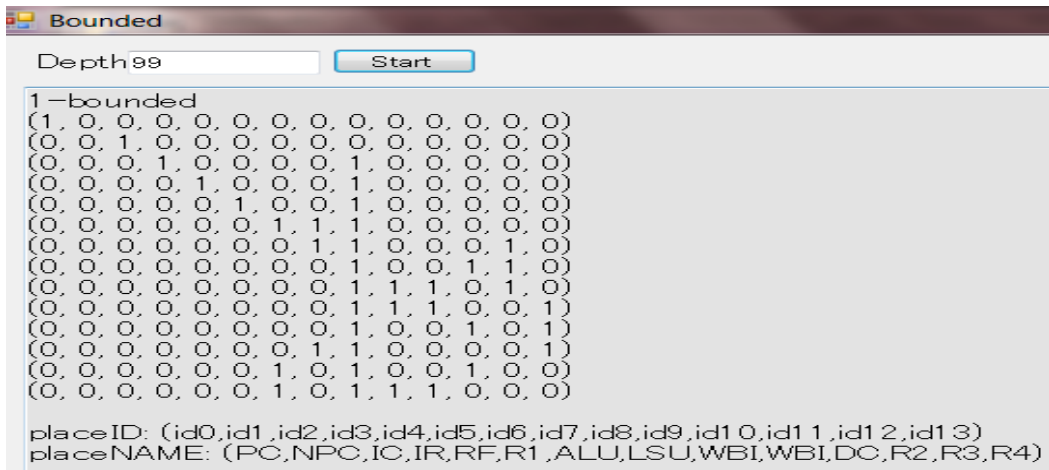 Bounded
Depth 99 Start
1-bounded
(1, 0, 0, 0, 0, 0, 0, 0, 0, 0, 0, 0, 0, 0)
(0, 0, 1, 0, 0, 0, 0, 0, 0, 0, 0, 0, 0, 0)
(0, 0, 0, 1, 0, 0, 0, 0, 1, 0, 0, 0, 0, 0)
(0, 0, 0, 0, 1, 0, 0, 0, 1, 0, 0, 0, 0, 0)
(0, 0, 0, 0, 0, 1, 0, 0, 1, 0, 0, 0, 0, 0)
(0, 0, 0, 0, 0, 0, 1, 1, 1, 0, 0, 0, 0, 0)
(0, 0, 0, 0, 0, 0, 0, 1, 1, 0, 0, 0, 1, 0)
(0, 0, 0, 0, 0, 0, 0, 0, 1, 0, 0, 1, 1, 0)
(0, 0, 0, 0, 0, 0, 0, 0, 1, 1, 1, 0, 1, 0)
(0, 0, 0, 0, 0, 0, 0, 0, 1, 1, 1, 0, 0, 1)
(0, 0, 0, 0, 0, 0, 0, 0, 1, 0, 0, 1, 0, 1)
(0, 0, 0, 0, 0, 0, 0, 1, 1, 0, 0, 0, 0, 1)
(0, 0, 0, 0, 0, 0, 1, 0, 1, 0, 0, 1, 0, 0)
(0, 0, 0, 0, 0, 0, 1, 0, 1, 1, 1, 0, 0, 0)
placeID: (id0,id1,id2,id3,id4,id5,id6,id7,id8,id9,id10,id11,id12,id13)
placeNAME: (PC,NPC,IC,IR,RF,R1,ALU,LSU,WBI,WBI,DC,R2,R3,R4)